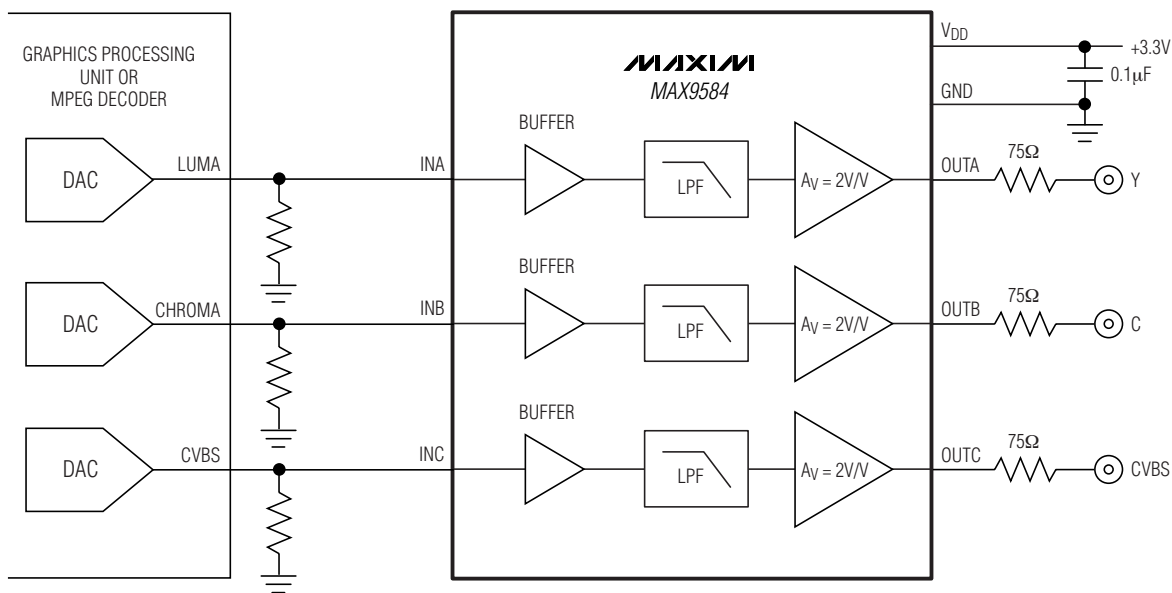 GRAPHICS PROCESSING
UNIT OR
MPEG DECODER
DAC
LUMA
DAC
CHROMA
DAC
CVBS
INA
INB
INC
MAXIM
MAX9584
BUFFER
LPF
AV = 2V/V
BUFFER
LPF
AV = 2V/V
BUFFER
LPF
AV = 2V/V
VDD
+3.3V
0.1µF
GND
OUTA
75Ω
Y
OUTB
75Ω
C
OUTC
75Ω
CVBS